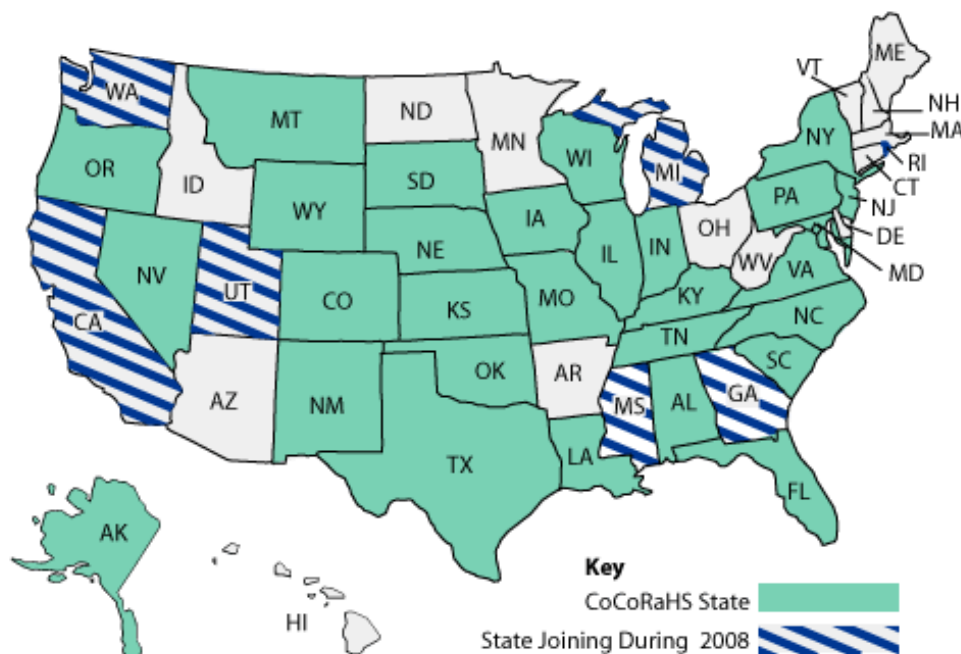 ME
VT
WA
NH
ND
MT
MA
MN
NY
OR
WI
RI
ID
SD
MI
CT
WY
PA
NJ
IA
NE
OH
DE
IL
IN
NV
WV
VA
MD
UT
CO
MO
KY
KS
CA
NC
TN
SC
OK
AR
AZ
NM
MS
AL
GA
LA
TX
FL
AK
HI
Key
CoCoRaHS State
State Joining During 2008